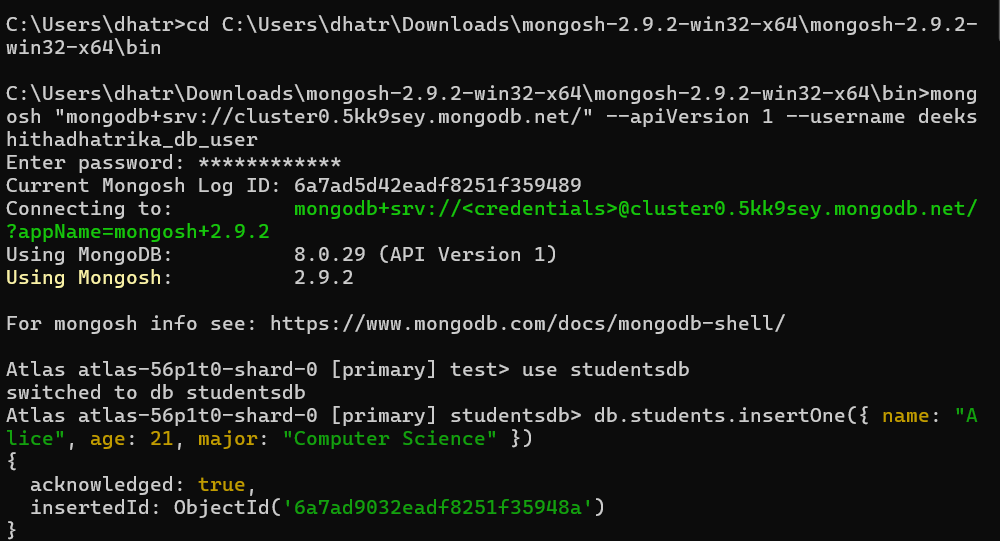 C:\Users\dhatr>cd C:\Users\dhatr\Downloads\mongosh-2.9.2-win32-x64\mongosh-2.9.2-
win32-x64\bin
C:\Users\dhatr\Downloads\mongosh-2.9.2-win32-x64\mongosh-2.9.2-win32-x64\bin>mong
osh "mongodb+srv://cluster0.5kk9sey.mongodb.net/" --apiVersion 1 --username deeks
hithadhatrika_db_user
Enter password: ************
Current Mongosh Log ID: 6a7ad5d42eadf8251f359489
Connecting to:          mongodb+srv://<credentials>@cluster0.5kk9sey.mongodb.net/
?appName=mongosh+2.9.2
Using MongoDB:          8.0.29 (API Version 1)
Using Mongosh:          2.9.2
For mongosh info see: https://www.mongodb.com/docs/mongodb-shell/
Atlas atlas-56p1t0-shard-0 [primary] test> use studentsdb
switched to db studentsdb
Atlas atlas-56p1t0-shard-0 [primary] studentsdb> db.students.insertOne({ name: "A
lice", age: 21, major: "Computer Science" })
{
  acknowledged: true,
  insertedId: ObjectId('6a7ad9032eadf8251f35948a')
}